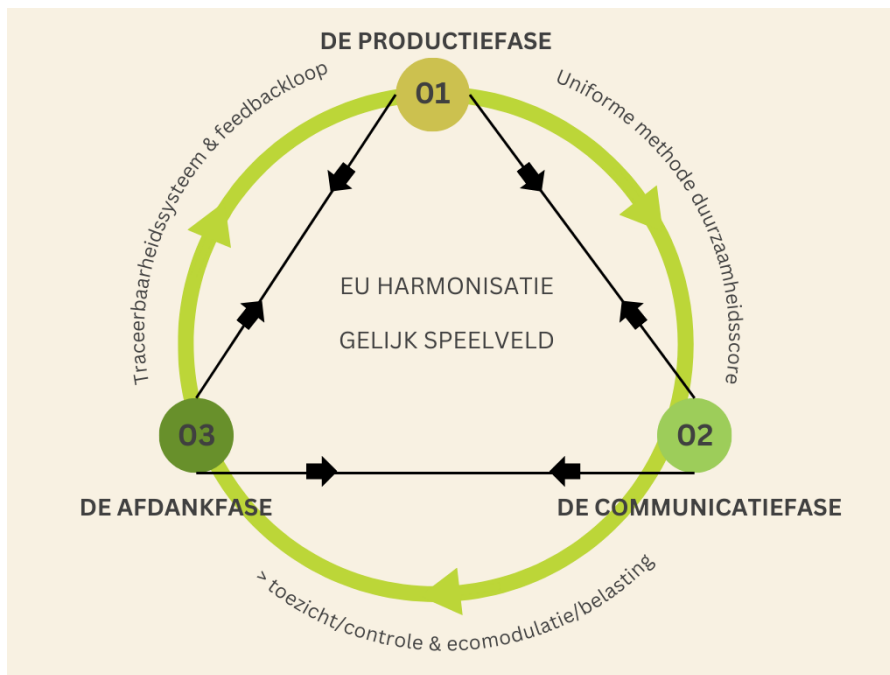 DE PRODUCTIEFASE
01
Traceerbaarheidssysteem & feedbackloop
Uniforme methode duurzaamheidsscore
EU HARMONISATIE
GELIJK SPEELVELD
03
02
DE AFDANKFASE
DE COMMUNICATIEFASE
> toezicht/controle & ecomodulatie/belasting